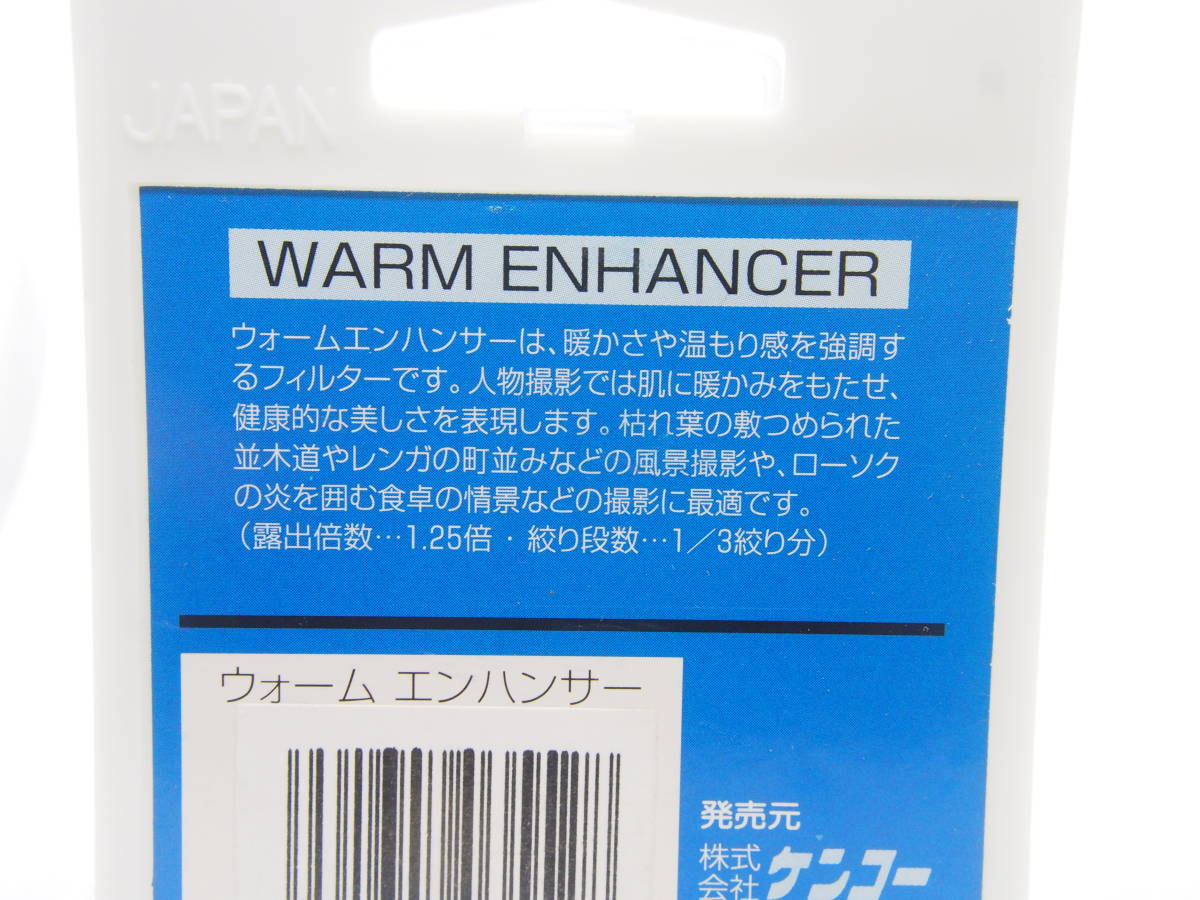 JAPAN
WARM ENHANCER
ウォームエンハンサーは、暖かさや温もり感を強調す
るフィルターです。人物撮影では肌に暖かみをもたせ、
健康的な美しさを表現します。枯れ葉の敷つめられた
並木道やレンガの町並みなどの風景撮影や、ローソク
の炎を囲む食卓の情景などの撮影に最適です。
（露出倍数…1.25倍・絞り段数…1／3絞り分）
ウォーム エンハンサー
発売元
株式会社 ケンコー